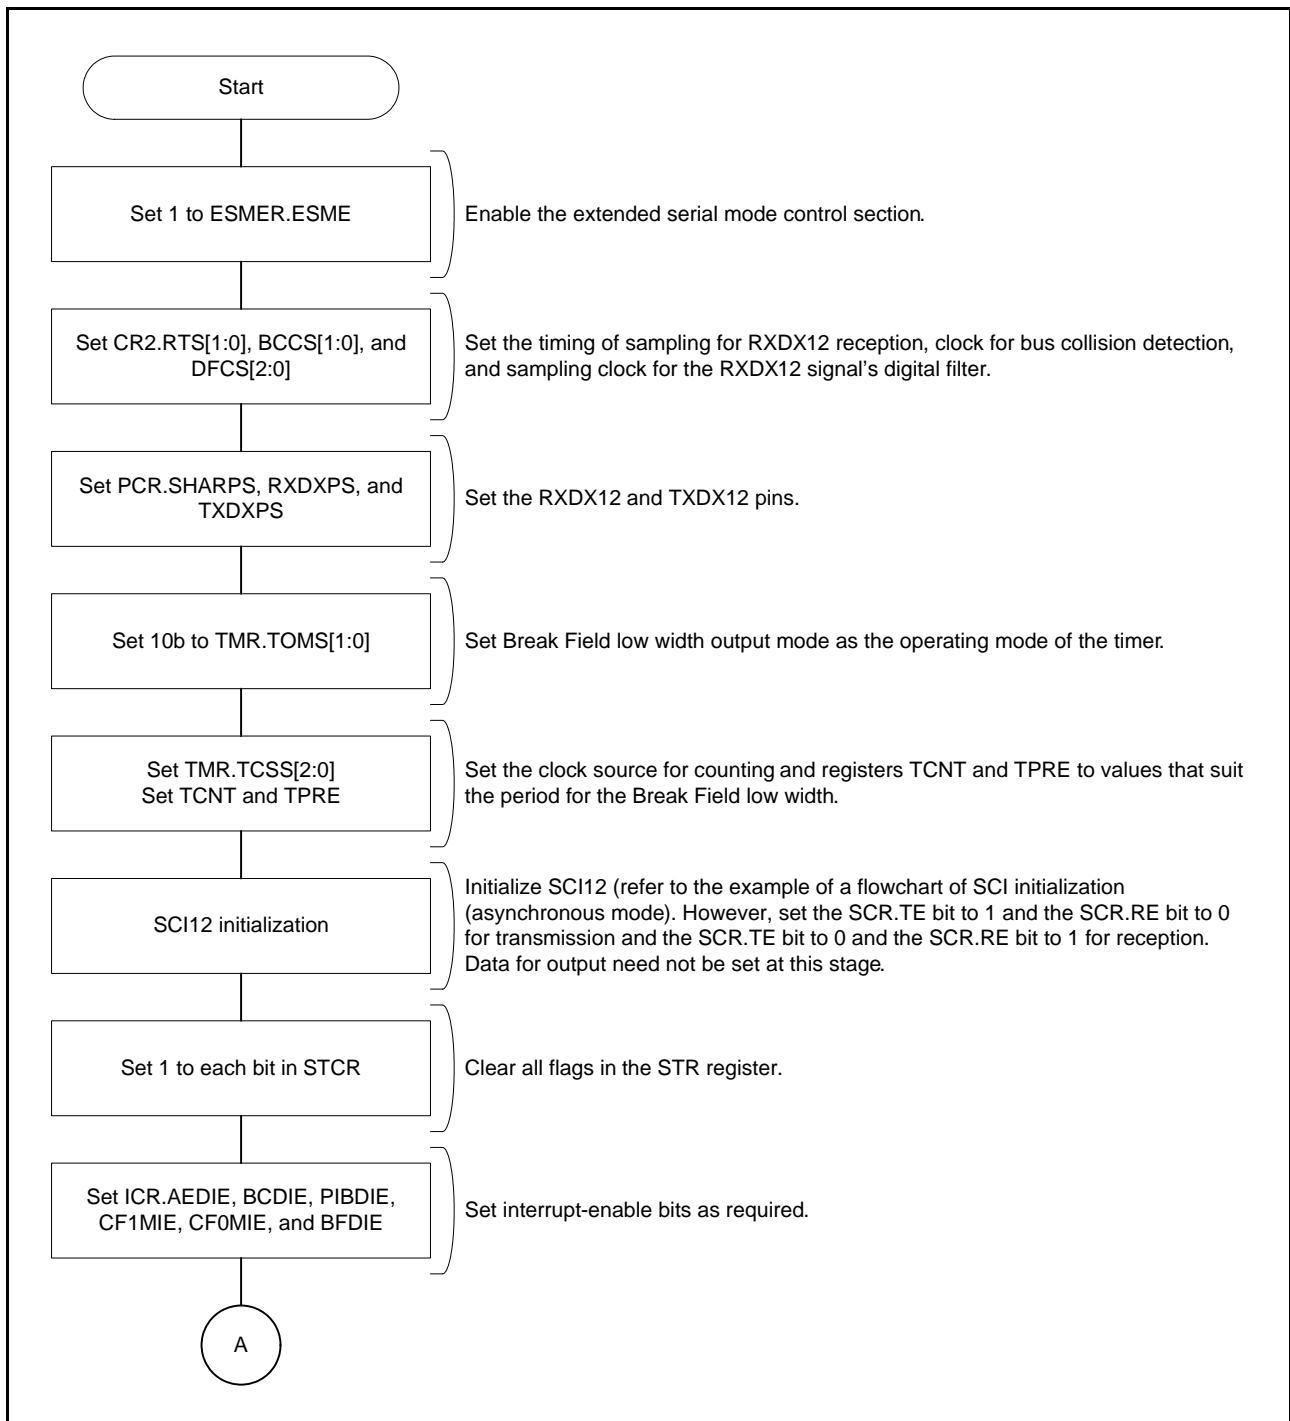 Start
Set 1 to ESMER.ESME
Enable the extended serial mode control section.
Set CR2.RTS[1:0], BCCS[1:0], and
DFCS[2:0]
Set the timing of sampling for RXDX12 reception, clock for bus collision detection,
and sampling clock for the RXDX12 signal's digital filter.
Set PCR.SHARPS, RXDXPS, and
TXDXPS
Set the RXDX12 and TXDX12 pins.
Set 10b to TMR.TOMS[1:0]
Set Break Field low width output mode as the operating mode of the timer.
Set TMR.TCSS[2:0]
Set TCNT and TPRE
Set the clock source for counting and registers TCNT and TPRE to values that suit
the period for the Break Field low width.
SCI12 initialization
Initialize SCI12 (refer to the example of a flowchart of SCI initialization
(asynchronous mode). However, set the SCR.TE bit to 1 and the SCR.RE bit to 0
for transmission and the SCR.TE bit to 0 and the SCR.RE bit to 1 for reception.
Data for output need not be set at this stage.
Set 1 to each bit in STCR
Clear all flags in the STR register.
Set ICR.AEDIE, BCDIE, PIBDIE,
CF1MIE, CF0MIE, and BFDIE
Set interrupt-enable bits as required.
A